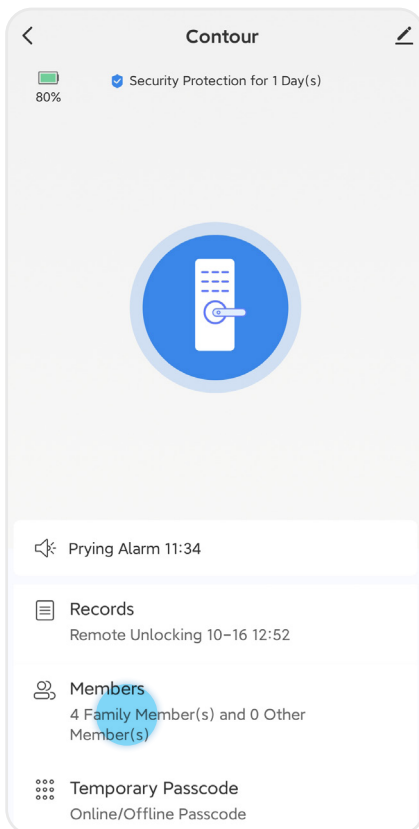 Contour
80%
Security Protection for 1 Day(s)
Prying Alarm 11:34
Records
Remote Unlocking 10-16 12:52
Members
4 Family Member(s) and 0 Other
Member(s)
Temporary Passcode
Online/Offline Passcode